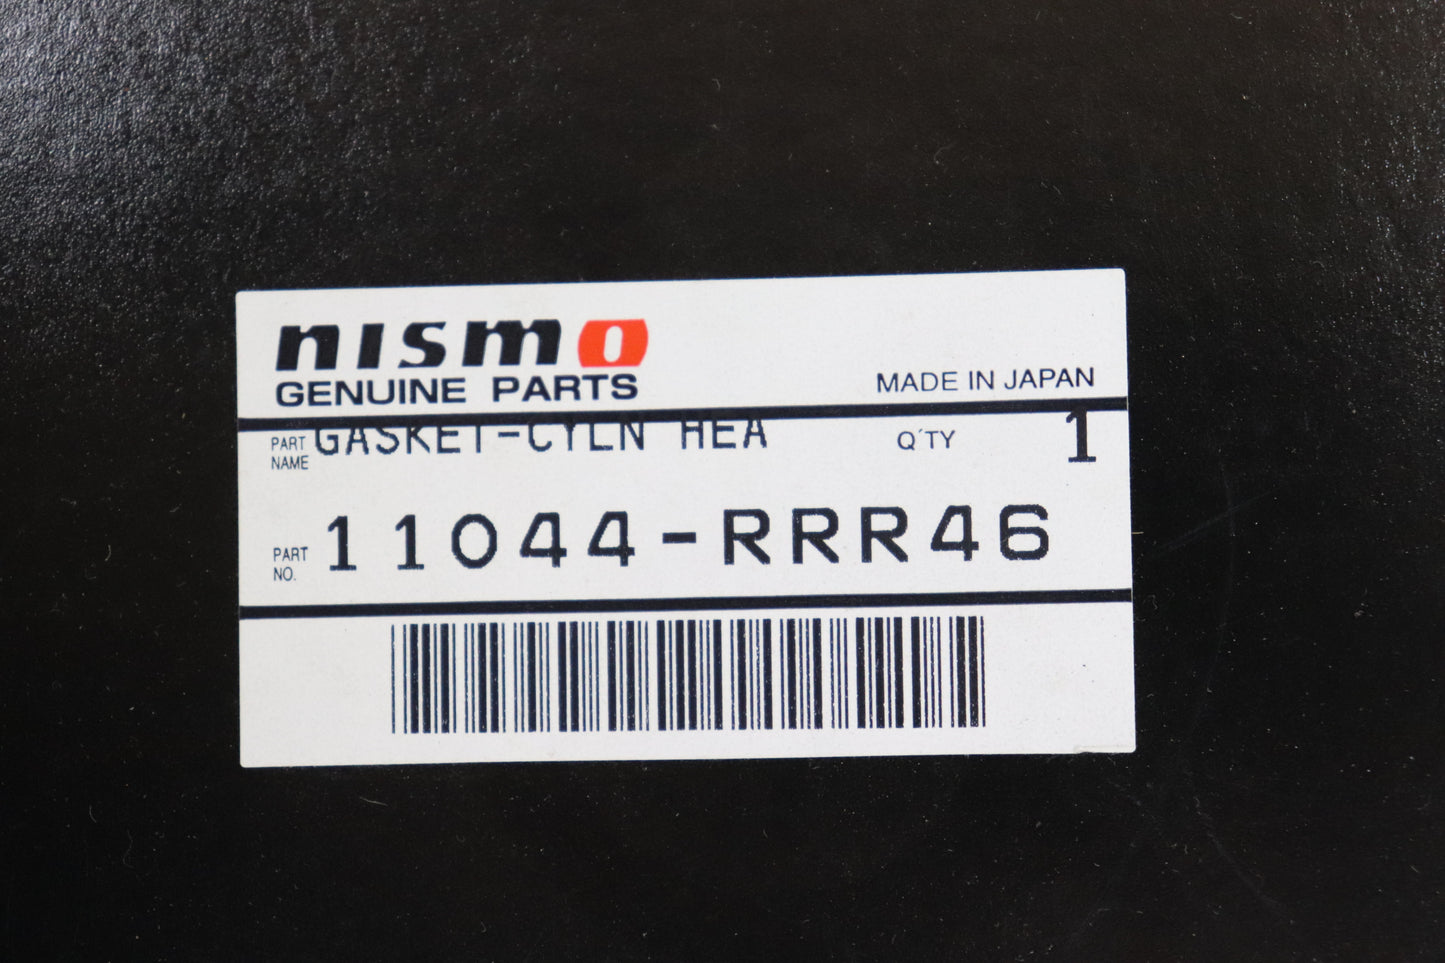 nismo
GENUINE PARTS
MADE IN JAPAN
PART NAME GASKET-CYLN HEA Q'TY 1
PART NO. 11044-RRR46